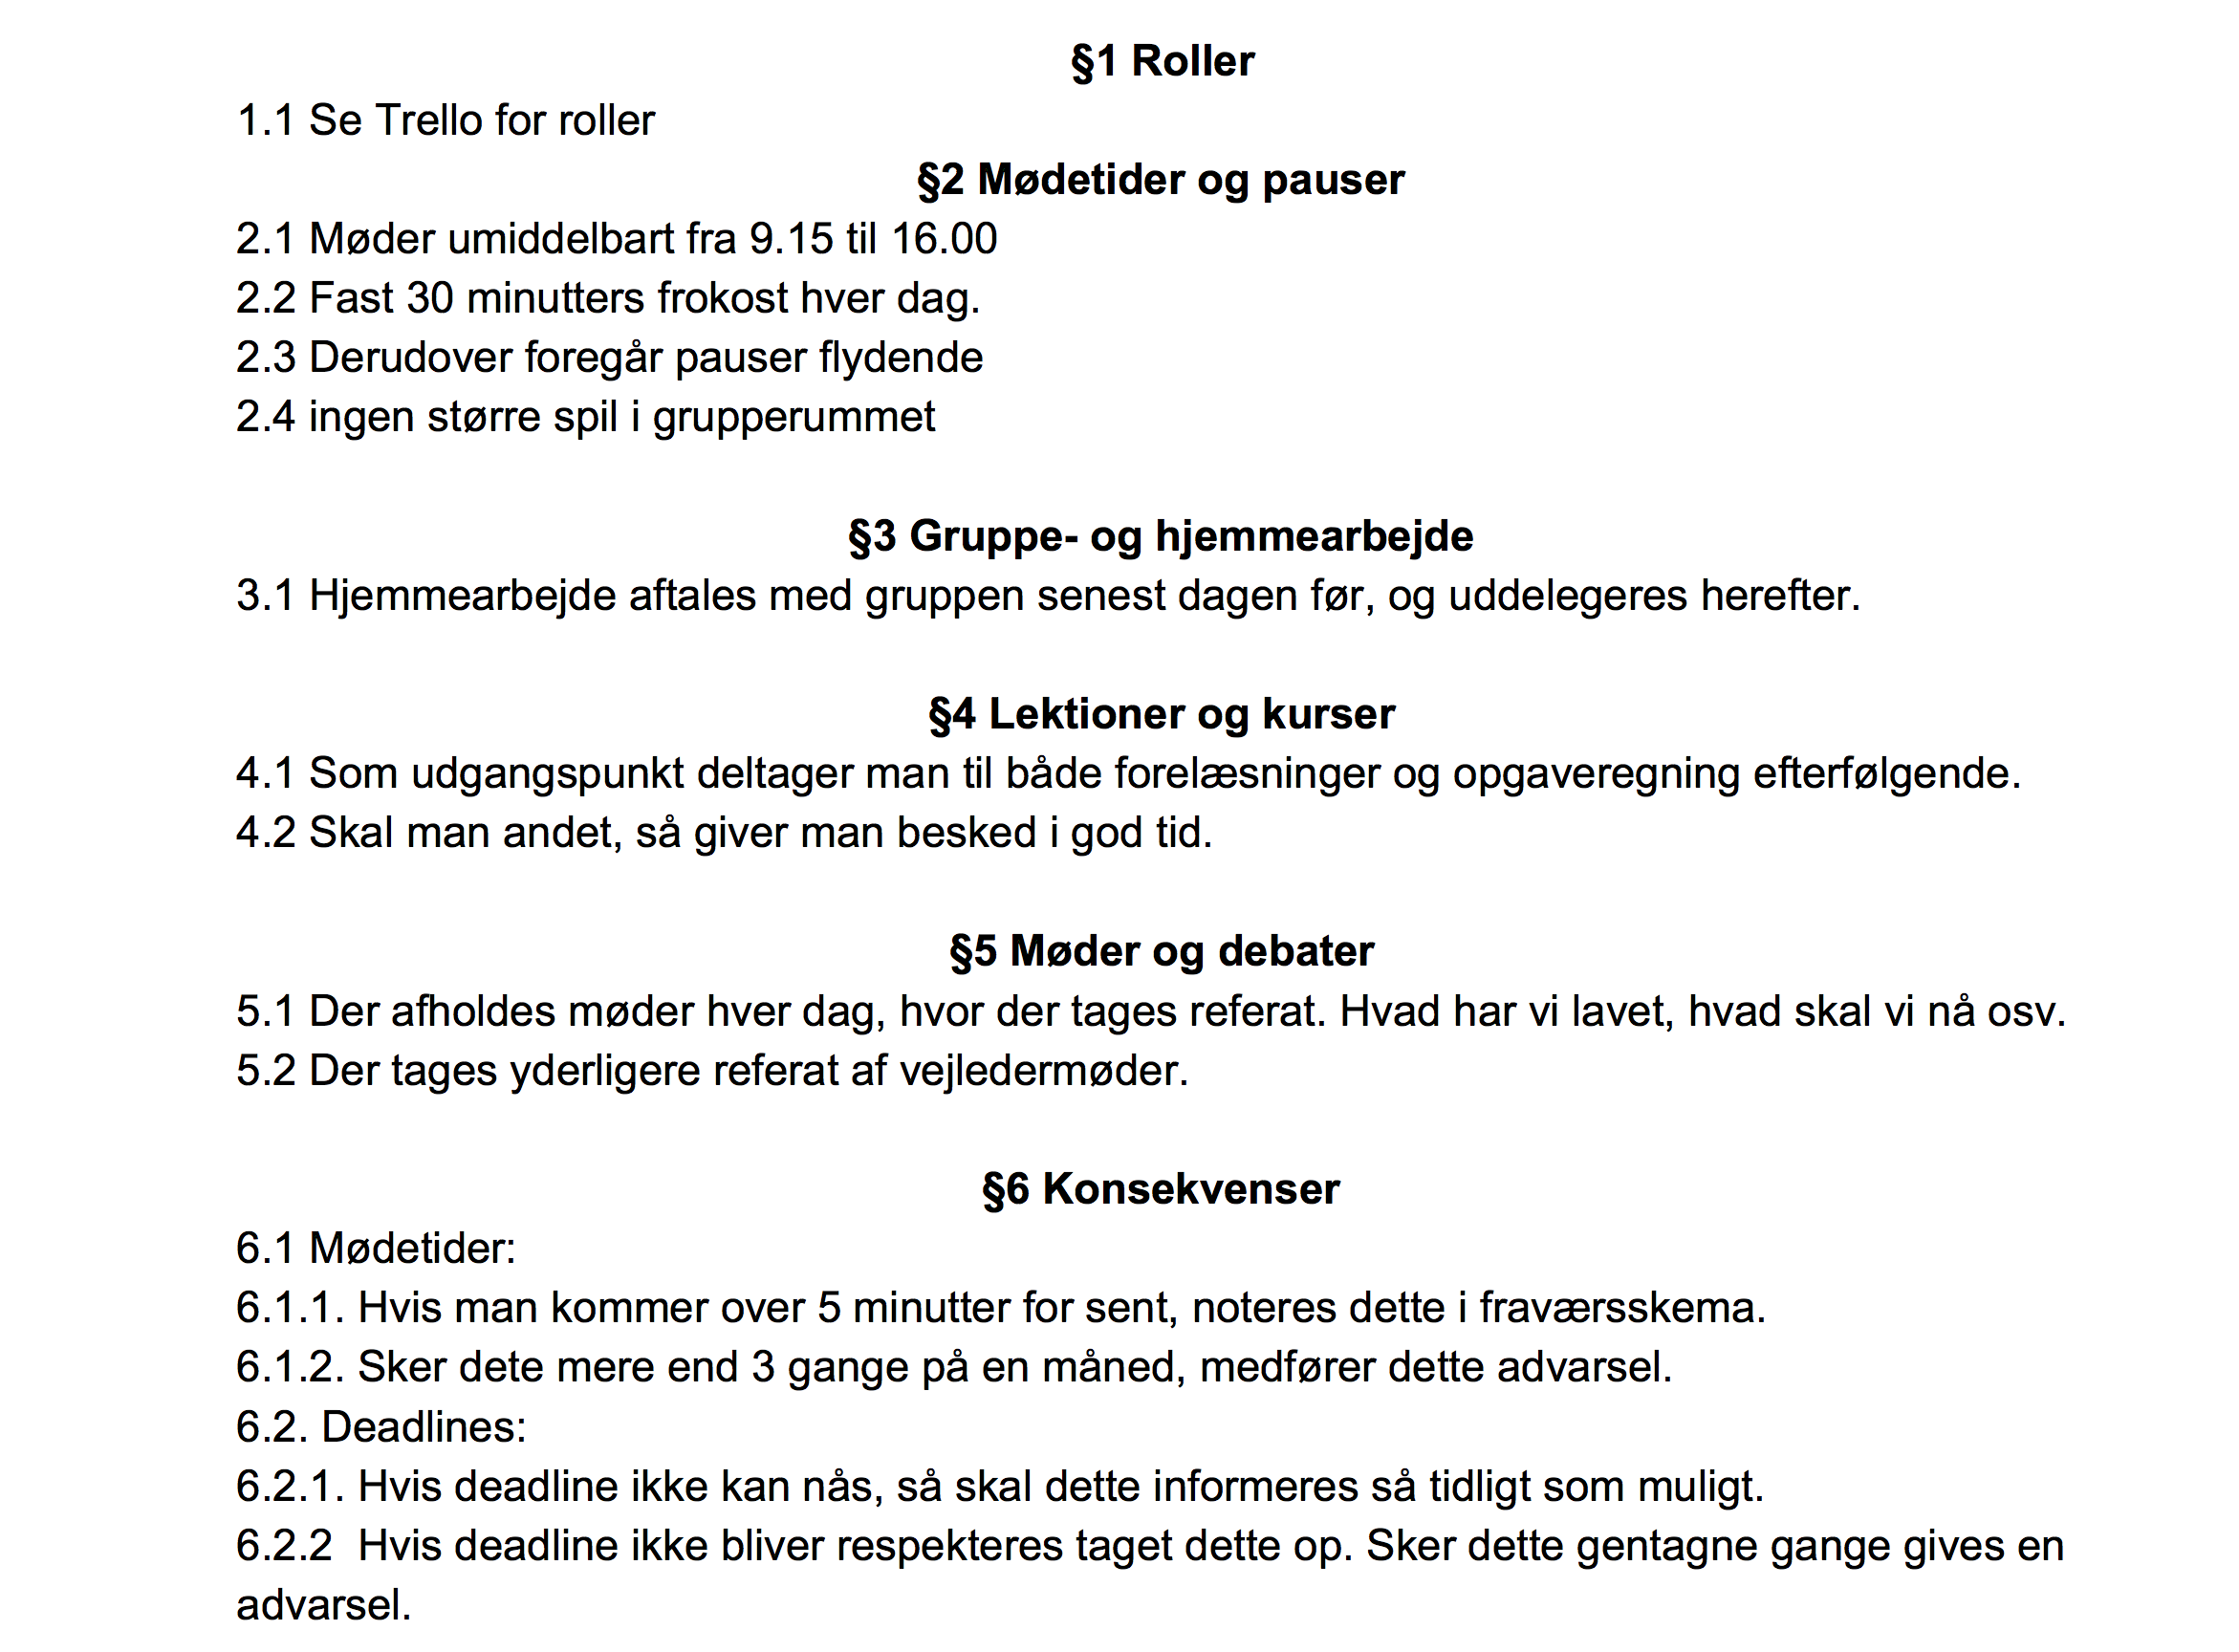 §1 Roller
1.1 Se Trello for roller
§2 Mødetider og pauser
2.1 Møder umiddelbart fra 9.15 til 16.00
2.2 Fast 30 minutters frokost hver dag.
2.3 Derudover foregår pauser flydende
2.4 ingen større spil i grupperummet
§3 Gruppe- og hjemmearbejde
3.1 Hjemmearbejde aftales med gruppen senest dagen før, og uddelegeres herefter.
§4 Lektioner og kurser
4.1 Som udgangspunkt deltager man til både forelæsninger og opgaveregning efterfølgende.
4.2 Skal man andet, så giver man besked i god tid.
§5 Møder og debater
5.1 Der afholdes møder hver dag, hvor der tages referat. Hvad har vi lavet, hvad skal vi nå osv.
5.2 Der tages yderligere referat af vejledermøder.
§6 Konsekvenser
6.1 Mødetider:
6.1.1. Hvis man kommer over 5 minutter for sent, noteres dette i fraværsskema.
6.1.2. Sker dete mere end 3 gange på en måned, medfører dette advarsel.
6.2. Deadlines:
6.2.1. Hvis deadline ikke kan nås, så skal dette informeres så tidligt som muligt.
6.2.2  Hvis deadline ikke bliver respekteres taget dette op. Sker dette gentagne gange gives en
advarsel.